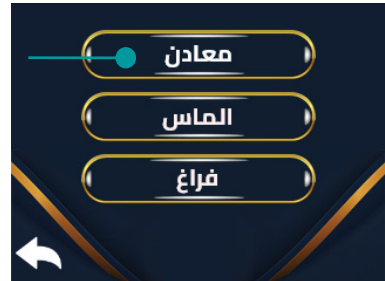 معادن
الماس
فراغ